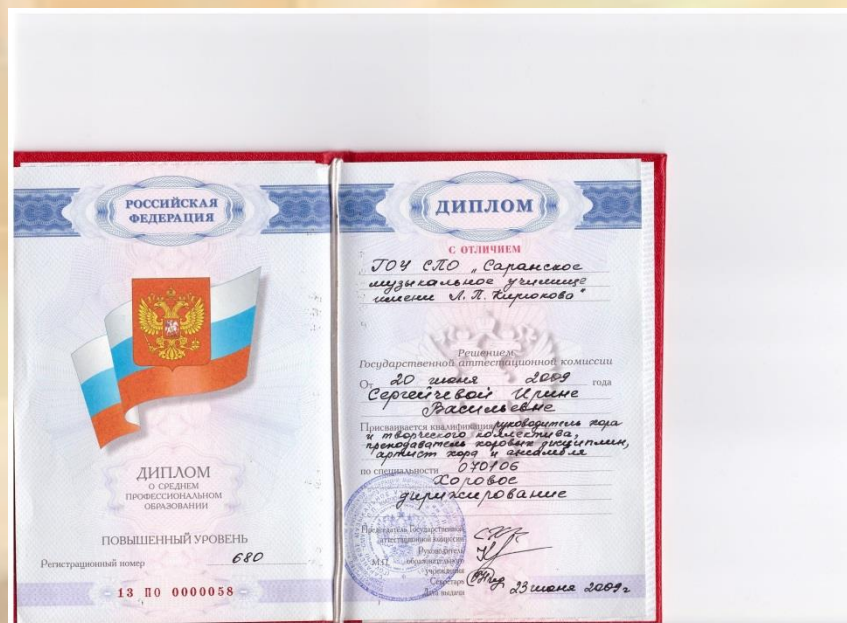 РОССИЙСКАЯ
ФЕДЕРАЦИЯ
ДИПЛОМ
О СРЕДНЕМ
ПРОФЕССИОНАЛЬНОМ
ОБРАЗОВАНИИ
ПОВЫШЕННЫЙ УРОВЕНЬ
Регистрационный номер 680
13 ПО 0000058
ДИПЛОМ
С ОТЛИЧИЕМ
ГОУ СПО „Саранское
музыкальное училище
имени Л.П. Кирюкова"
Решением
Государственной аттестационной комиссии
От 20 июня 2009 года
Сергейчевой Ирине
Васильевне
Присваивается квалификация руководитель хора
и творческого коллектива,
преподаватель хоровых дисциплин,
артист хора и ансамбля
по специальности 070106
Хоровое
дирижирование
Председатель Государственной
аттестационной комиссии
Руководитель
М.П. образовательного
учреждения
Секретарь
Дата выдачи 23 июня 2009г